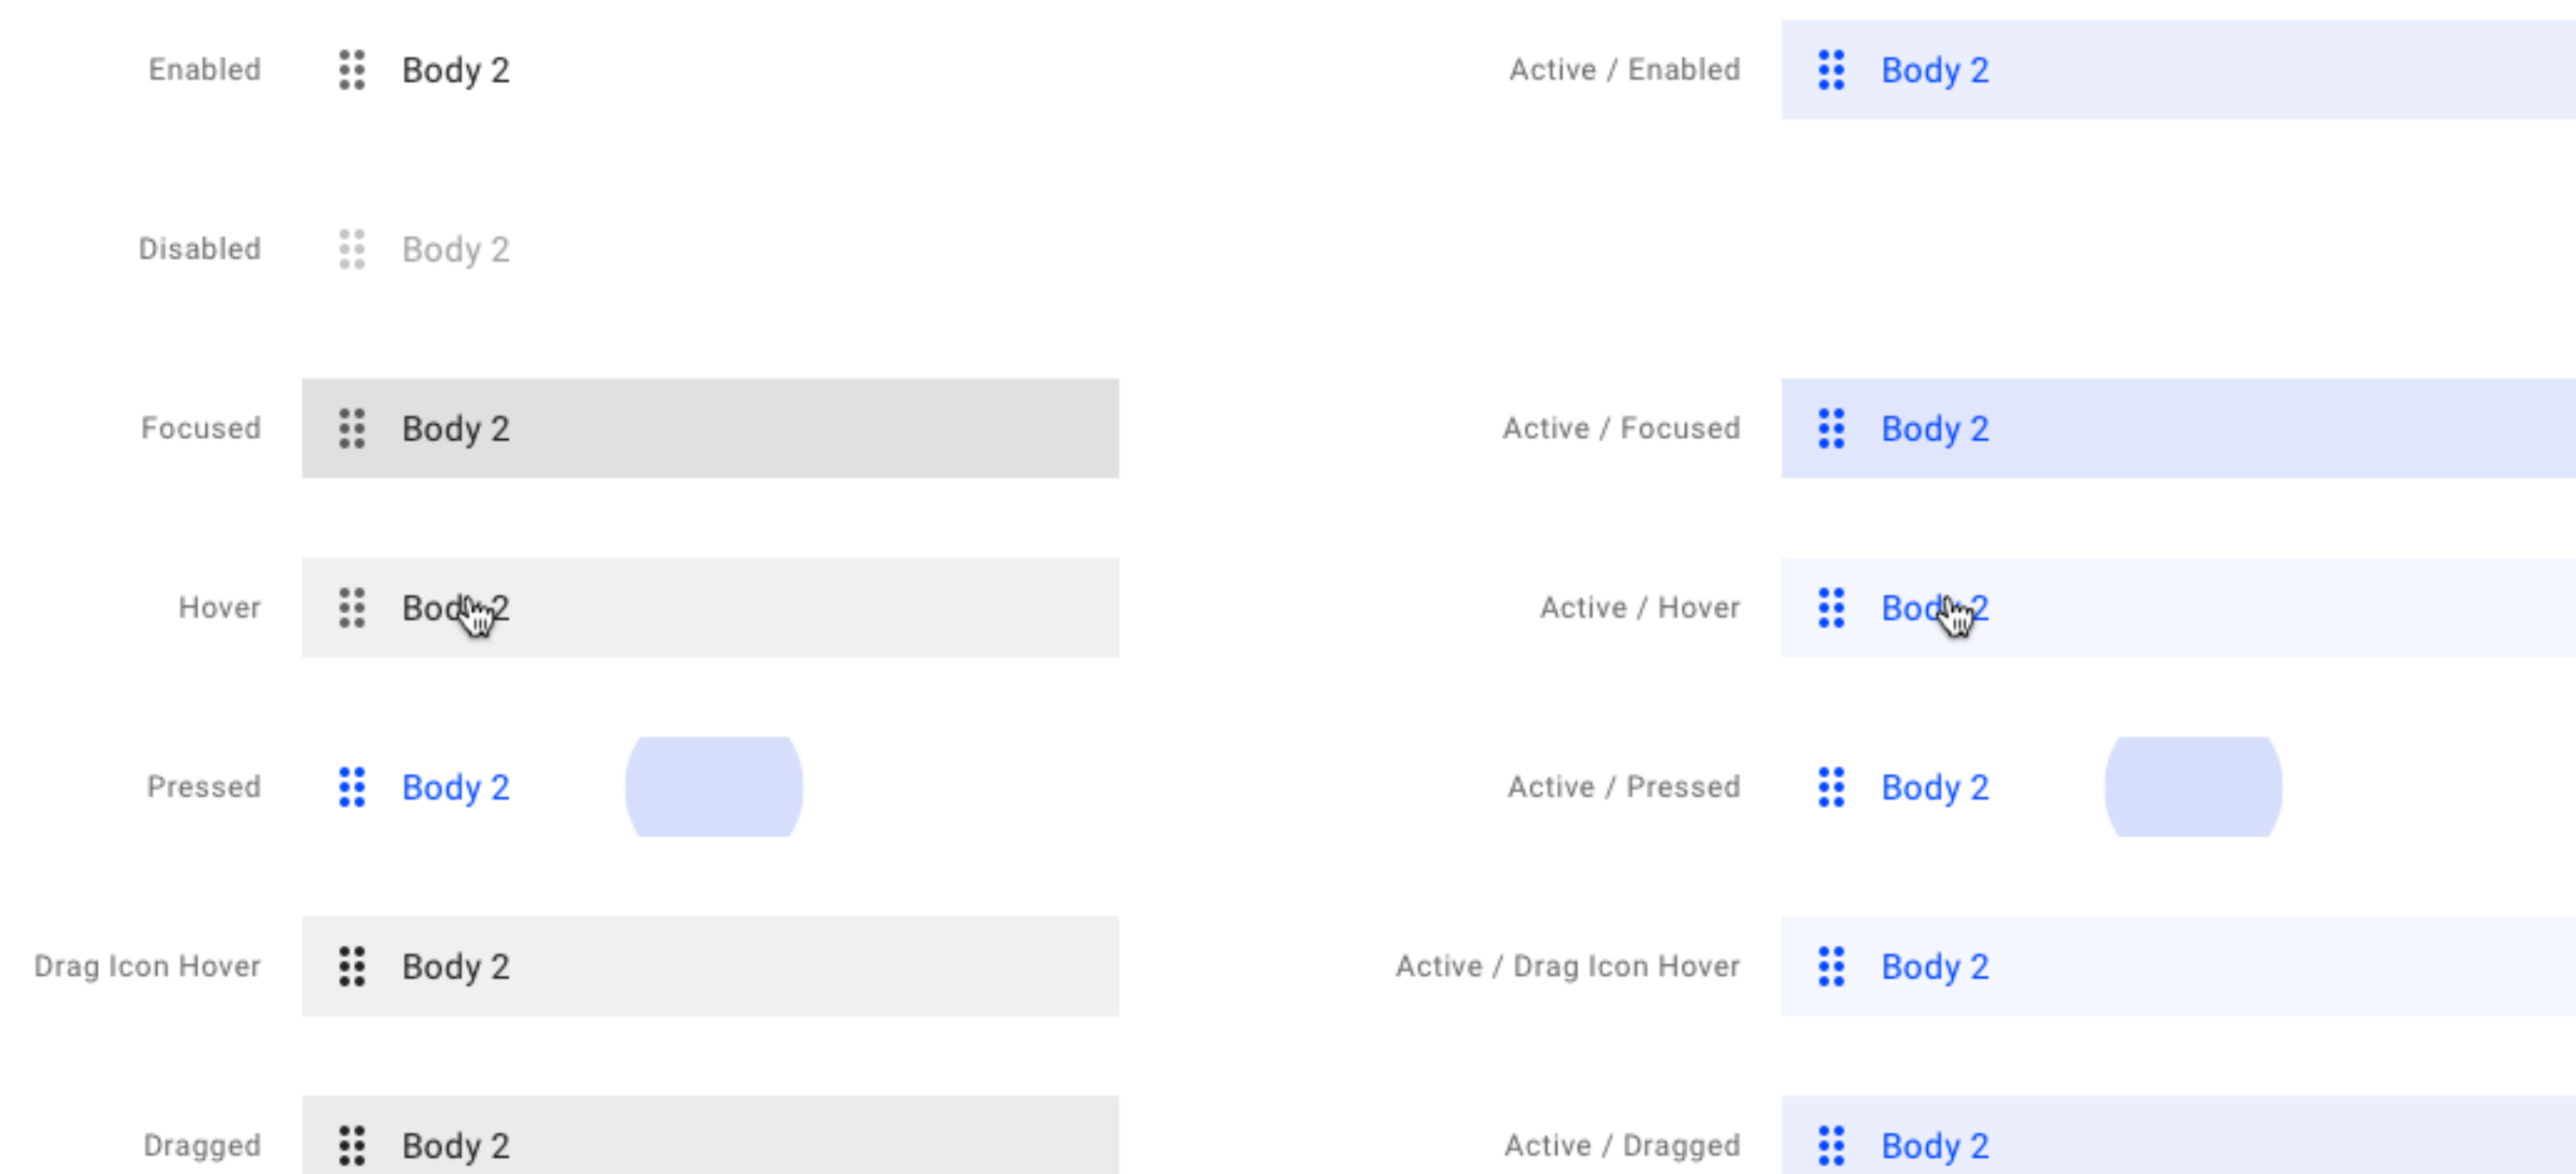 Enabled Body 2 Active / Enabled Body 2
Disabled Body 2
Focused Body 2 Active / Focused Body 2
Hover Body 2 Active / Hover Body 2
Pressed Body 2 Active / Pressed Body 2
Drag Icon Hover Body 2 Active / Drag Icon Hover Body 2
Dragged Body 2 Active / Dragged Body 2